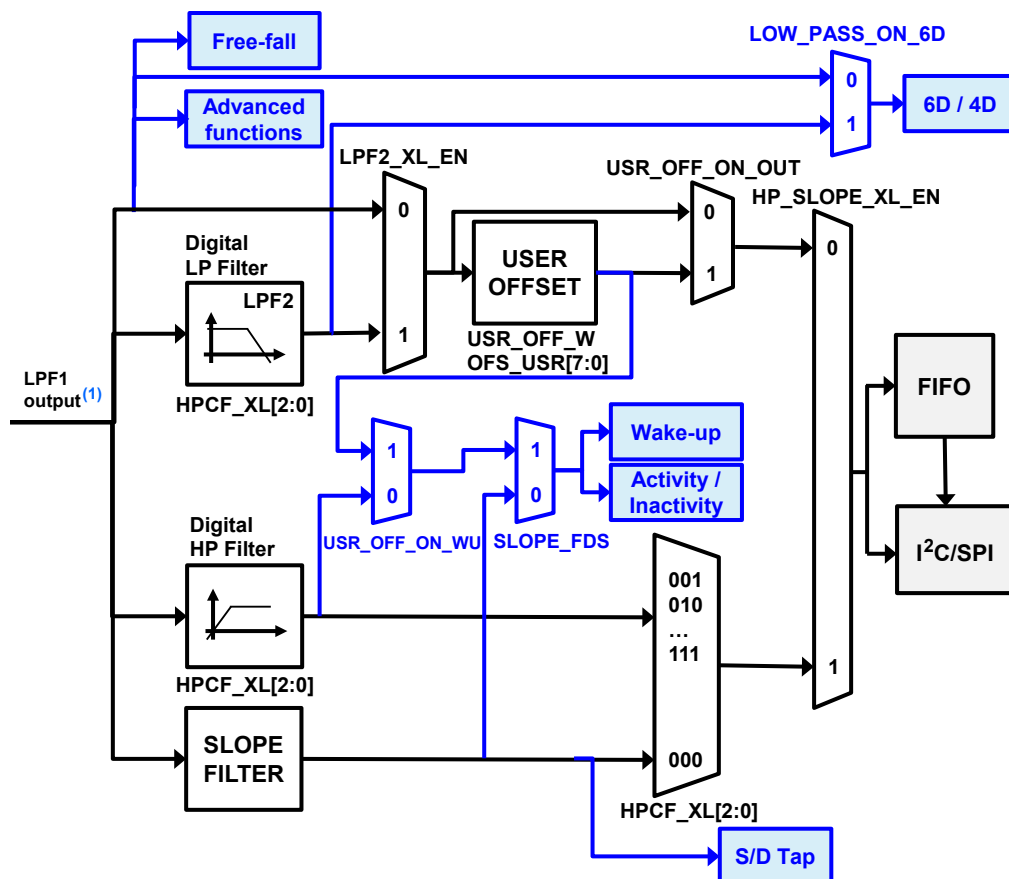 Free-fall
LOW_PASS_ON_6D
0
6D / 4D
1
Advanced
functions
LPF2_XL_EN
USR_OFF_ON_OUT
HP_SLOPE_XL_EN
0
0
0
Digital
LP Filter
LPF2
USER
OFFSET
1
1
USR_OFF_W
OFS_USR[7:0]
LPF1
output(1)
HPCF_XL[2:0]
FIFO
1
0
1
0
Wake-up
Activity /
Inactivity
USR_OFF_ON_WU
SLOPE_FDS
Digital
HP Filter
I²C/SPI
001
010
...
111
HPCF_XL[2:0]
1
SLOPE
FILTER
000
HPCF_XL[2:0]
S/D Tap